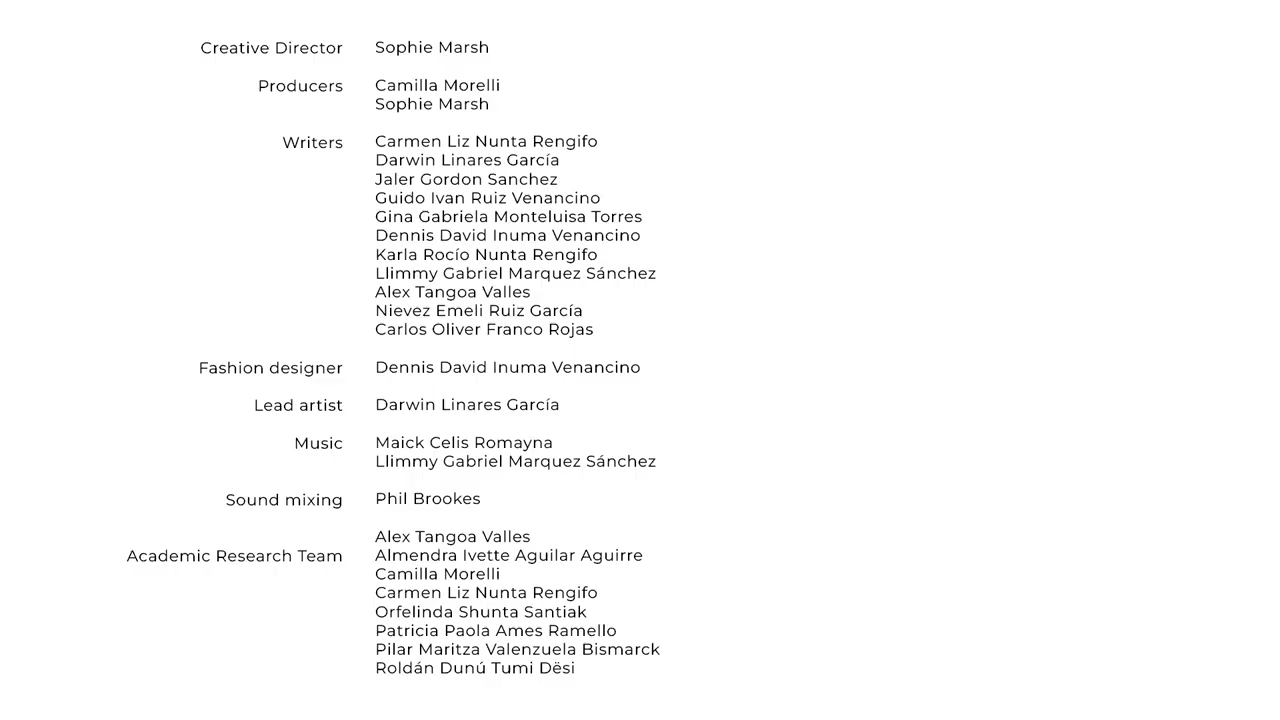 Creative Director Sophie Marsh
Producers Camilla Morelli
Sophie Marsh
Writers Carmen Liz Nunta Rengifo
Darwin Linares García
Jaler Gordon Sanchez
Guido Ivan Ruiz Venancino
Gina Gabriela Monteluisa Torres
Dennis David Inuma Venancino
Karla Rocío Nunta Rengifo
Llimmy Gabriel Marquez Sánchez
Alex Tangoa Valles
Nievez Emeli Ruiz García
Carlos Oliver Franco Rojas
Fashion designer Dennis David Inuma Venancino
Lead artist Darwin Linares García
Music Maick Celis Romayna
Llimmy Gabriel Marquez Sánchez
Sound mixing Phil Brookes
Alex Tangoa Valles
Academic Research Team Almendra Ivette Aguilar Aguirre
Camilla Morelli
Carmen Liz Nunta Rengifo
Orfelinda Shunta Santiak
Patricia Paola Ames Ramello
Pilar Maritza Valenzuela Bismarck
Roldán Dunú Tumi Dësi